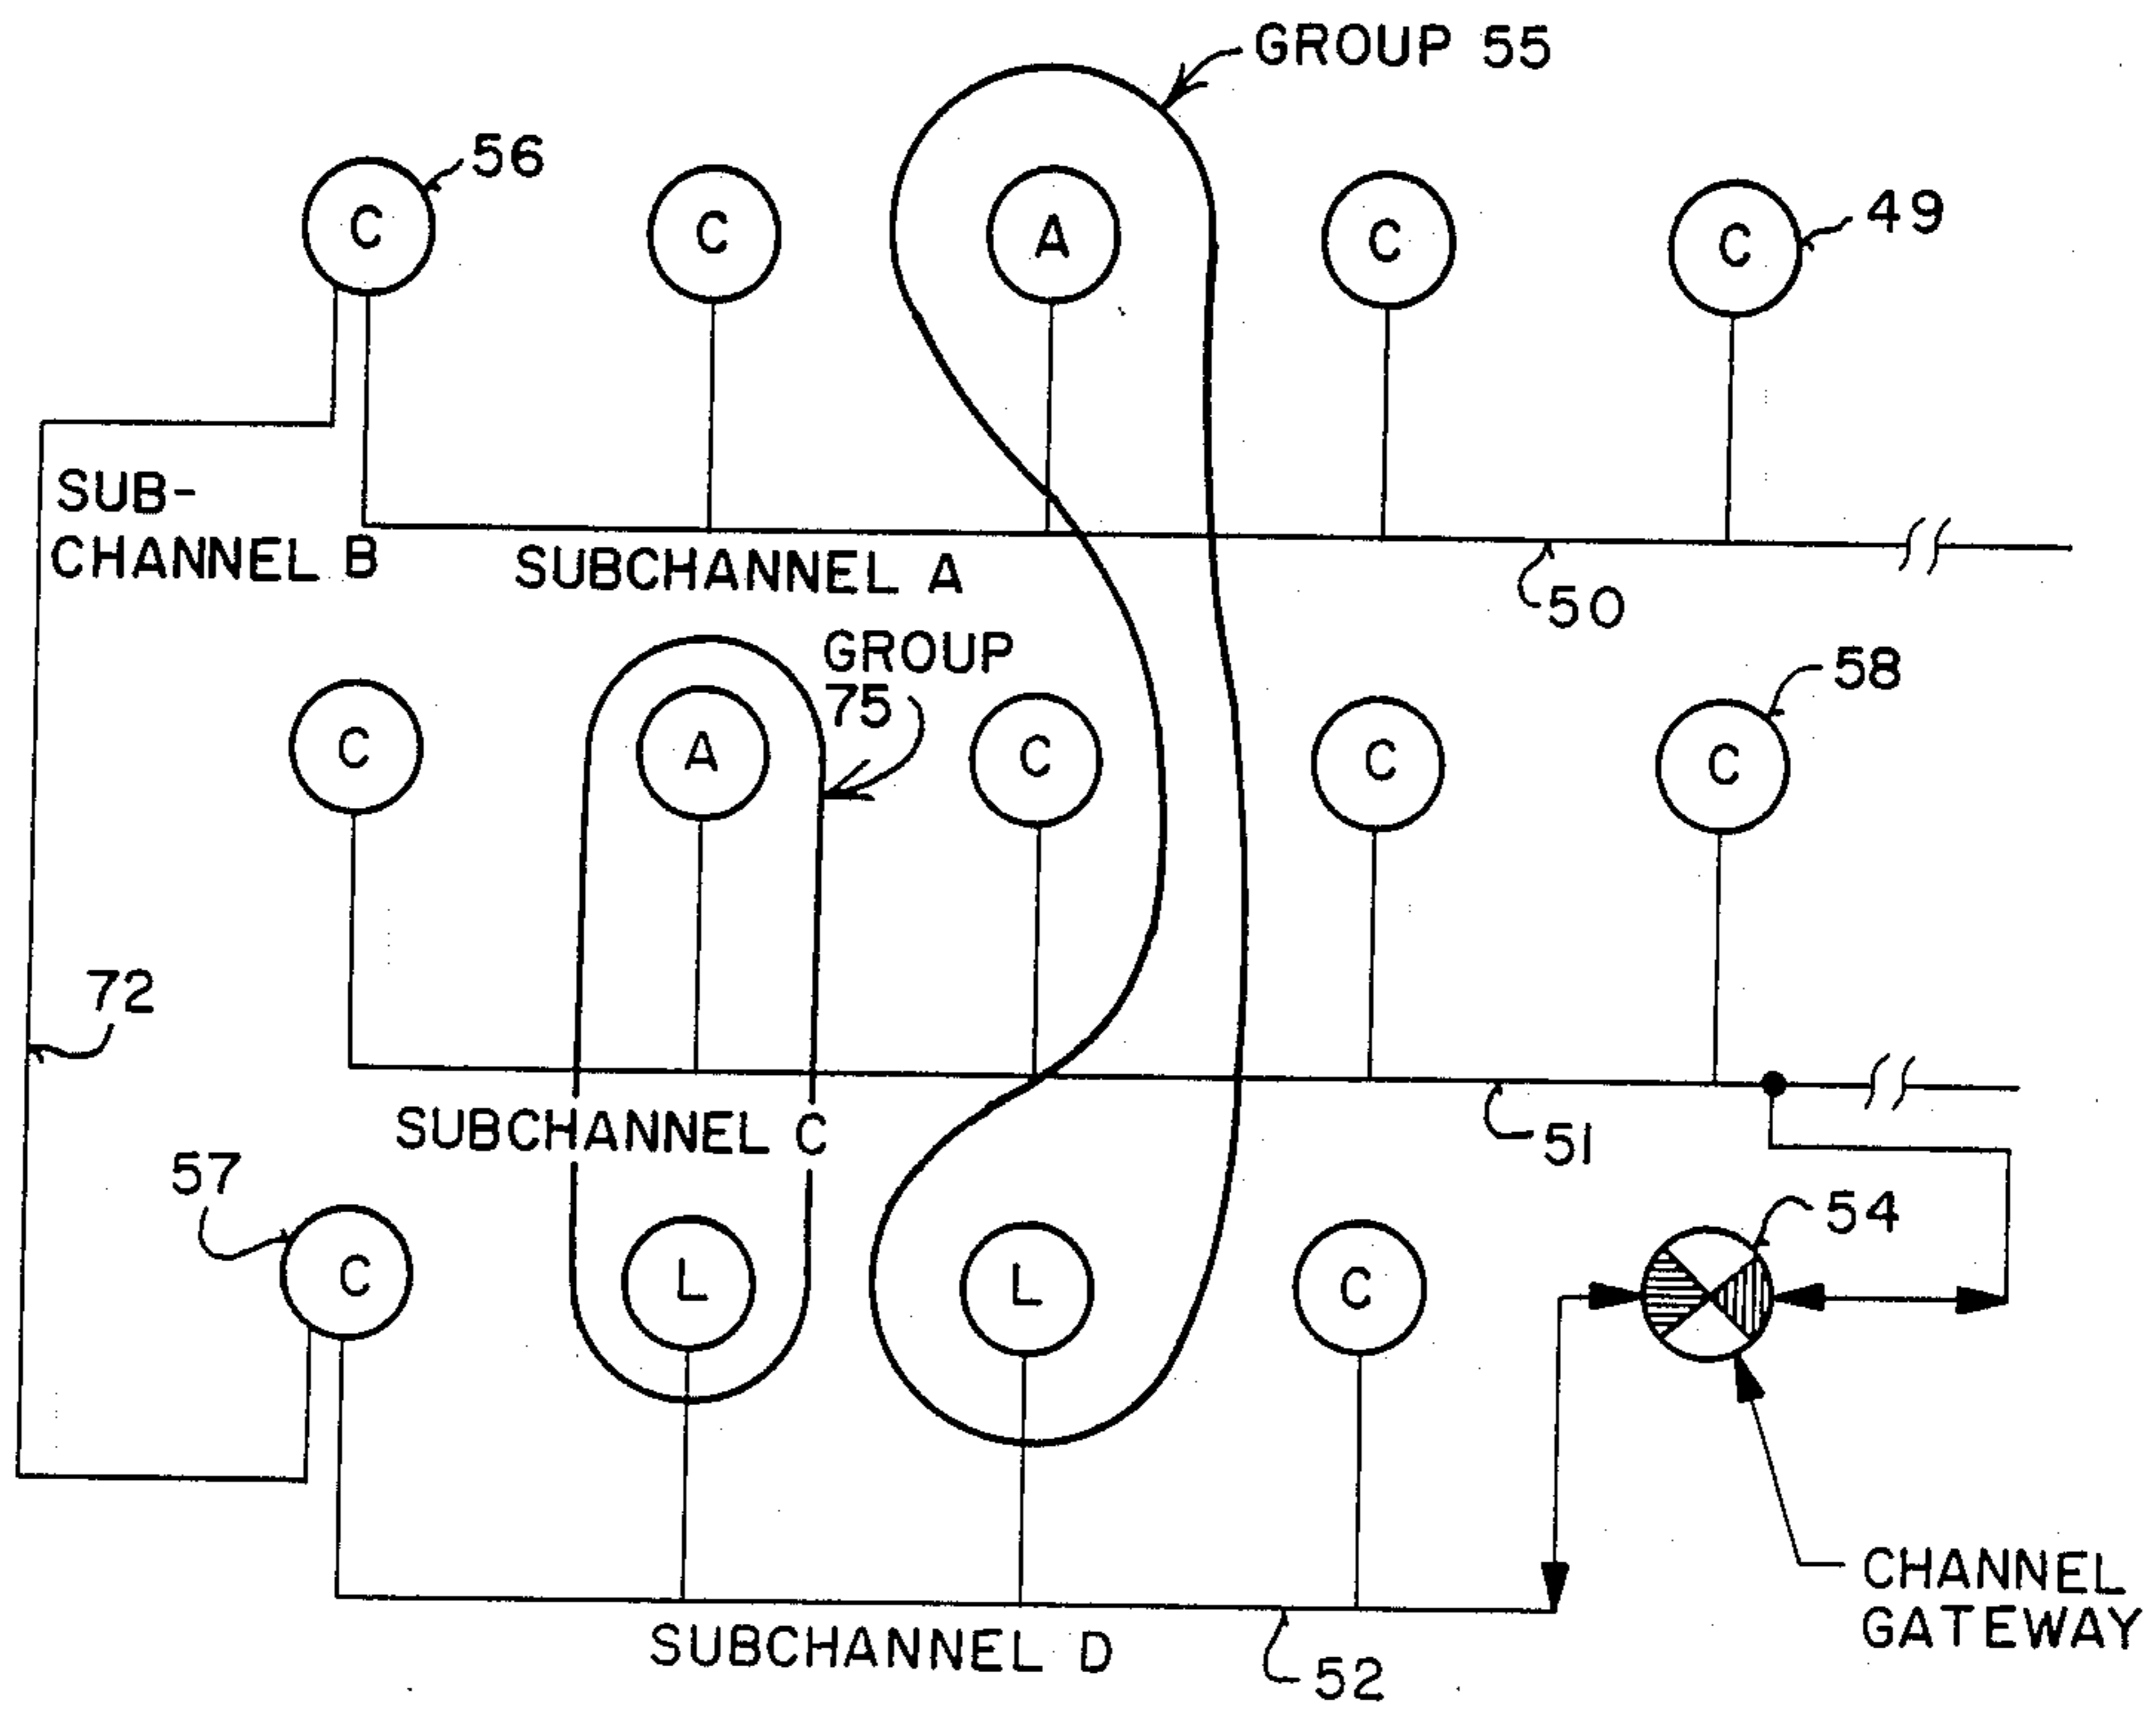 GROUP 55
56
C
C
A
C
C
49
SUB-
CHANNEL B
SUBCHANNEL A
50
GROUP
75
58
C
A
C
C
C
72
SUBCHANNEL C
51
57
54
C
L
L
C
CHANNEL
GATEWAY
SUBCHANNEL D
52